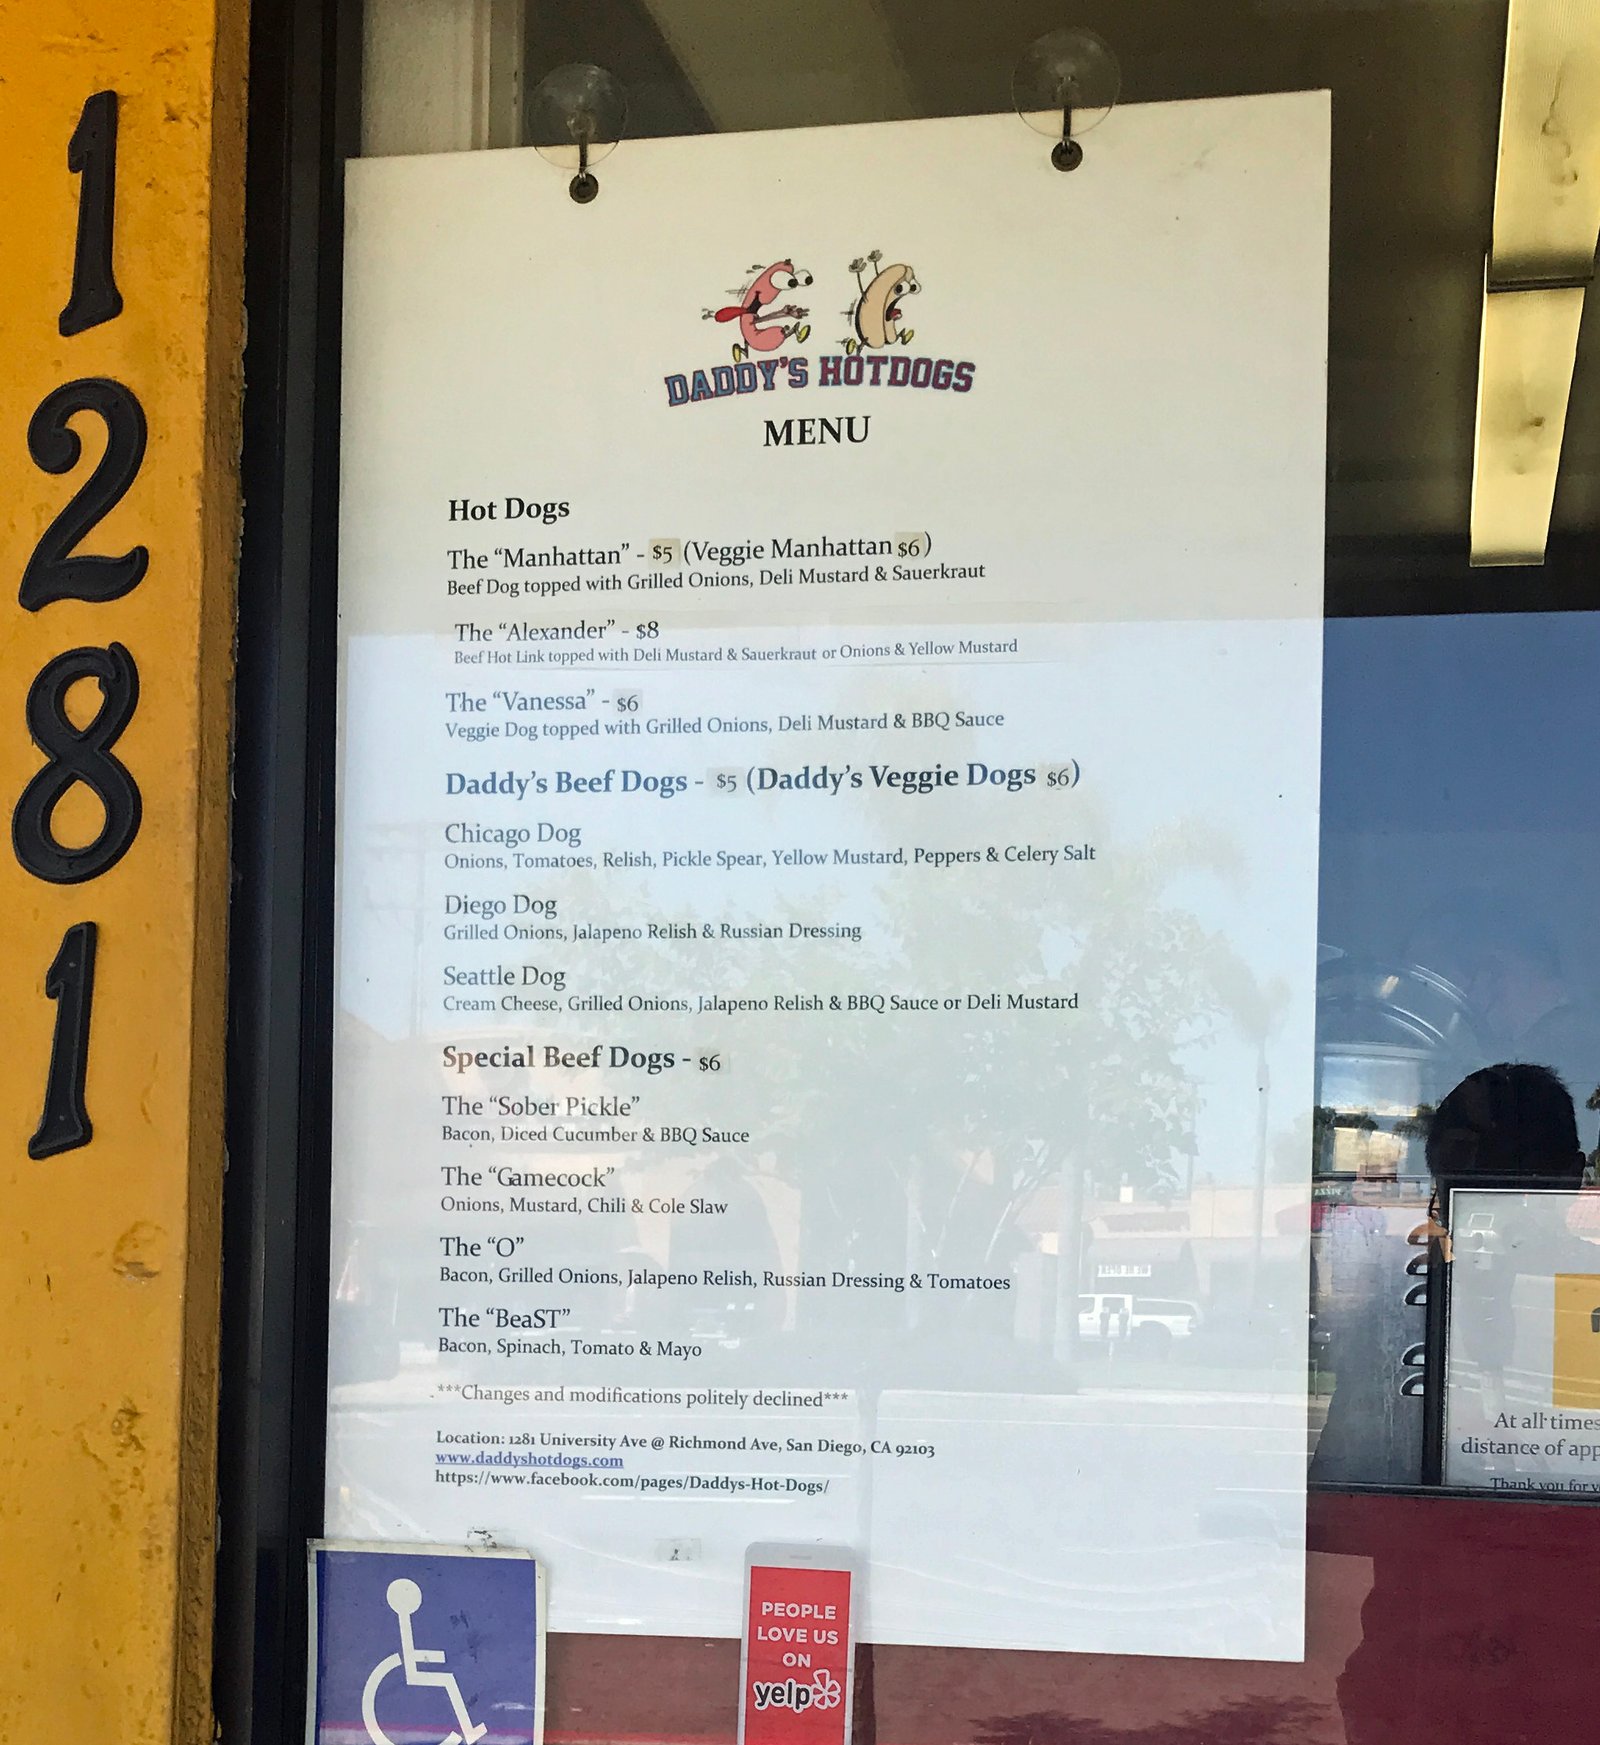 1
2
8
1
DADDY'S HOTDOGS
MENU
Hot Dogs
The “Manhattan” - $5 (Veggie Manhattan $6)
Beef Dog topped with Grilled Onions, Deli Mustard & Sauerkraut
The “Alexander” - $8
Beef Hot Link topped with Deli Mustard & Sauerkraut or Onions & Yellow Mustard
The “Vanessa” - $6
Veggie Dog topped with Grilled Onions, Deli Mustard & BBQ Sauce
Daddy’s Beef Dogs - $5 (Daddy’s Veggie Dogs $6)
Chicago Dog
Onions, Tomatoes, Relish, Pickle Spear, Yellow Mustard, Peppers & Celery Salt
Diego Dog
Grilled Onions, Jalapeno Relish & Russian Dressing
Seattle Dog
Cream Cheese, Grilled Onions, Jalapeno Relish & BBQ Sauce or Deli Mustard
Special Beef Dogs - $6
The “Sober Pickle”
Bacon, Diced Cucumber & BBQ Sauce
The “Gamecock”
Onions, Mustard, Chili & Cole Slaw
The “O”
Bacon, Grilled Onions, Jalapeno Relish, Russian Dressing & Tomatoes
The “BeaST”
Bacon, Spinach, Tomato & Mayo
.***Changes and modifications politely declined***
Location: 1281 University Ave @ Richmond Ave, San Diego, CA 92103
www.daddyshotdogs.com
https://www.facebook.com/pages/Daddys-Hot-Dogs/
PEOPLE
LOVE US
ON
yelp
At all times
distance of app
Thank you for